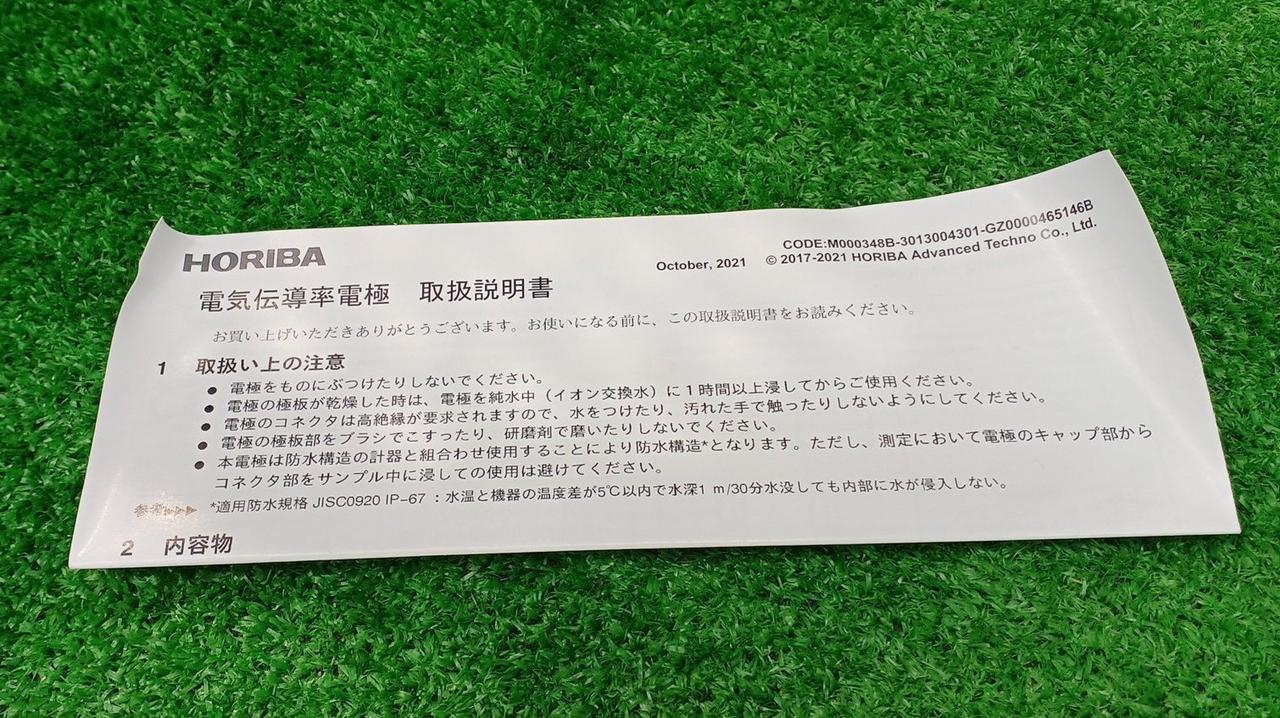 HORIBA
CODE:M000348B-3013004301-GZ0000465146B
October, 2021 © 2017-2021 HORIBA Advanced Techno Co., Ltd.
電気伝導率電極 取扱説明書
お買い上げいただきありがとうございます。お使いになる前に、この取扱説明書をお読みください。
1 取扱い上の注意
● 電極をものにぶつけたりしないでください。
● 電極の極板が乾燥した時は、電極を純水中（イオン交換水）に１時間以上浸してからご使用ください。
● 電極のコネクタは高絶縁が要求されますので、水をつけたり、汚れた手で触ったりしないようにしてください。
● 電極の極板部をブラシでこすったり、研磨剤で磨いたりしないでください。
● 本電極は防水構造の計器と組合わせ使用することにより防水構造*となります。ただし、測定において電極のキャップ部から
コネクタ部をサンプル中に浸しての使用は避けてください。
参考 *適用防水規格 JISC0920 IP-67 : 水温と機器の温度差が5℃以内で水深1 m/30分水没しても内部に水が侵入しない。
2 内容物